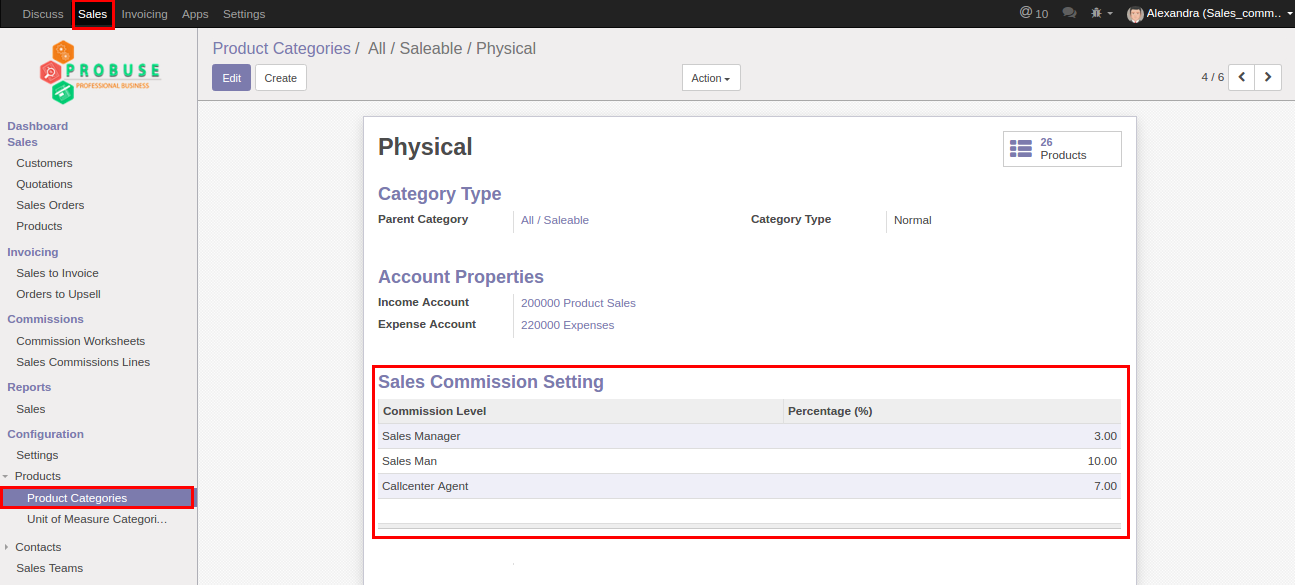 Discuss Sales Invoicing Apps Settings @ 10 Alexandra (Sales_comm..
PROBUSE
PROFESSIONAL BUSINESS
Dashboard
Sales
Customers
Quotations
Sales Orders
Products
Invoicing
Sales to Invoice
Orders to Upsell
Commissions
Commission Worksheets
Sales Commissions Lines
Reports
Sales
Configuration
Settings
Products
Product Categories
Unit of Measure Categori...
Contacts
Sales Teams
Product Categories / All / Saleable / Physical
Edit Create Action 4 / 6
Physical
26
Products
Category Type
Parent Category All / Saleable Category Type Normal
Account Properties
Income Account 200000 Product Sales
Expense Account 220000 Expenses
Sales Commission Setting
Commission Level Percentage (%)
Sales Manager 3.00
Sales Man 10.00
Callcenter Agent 7.00